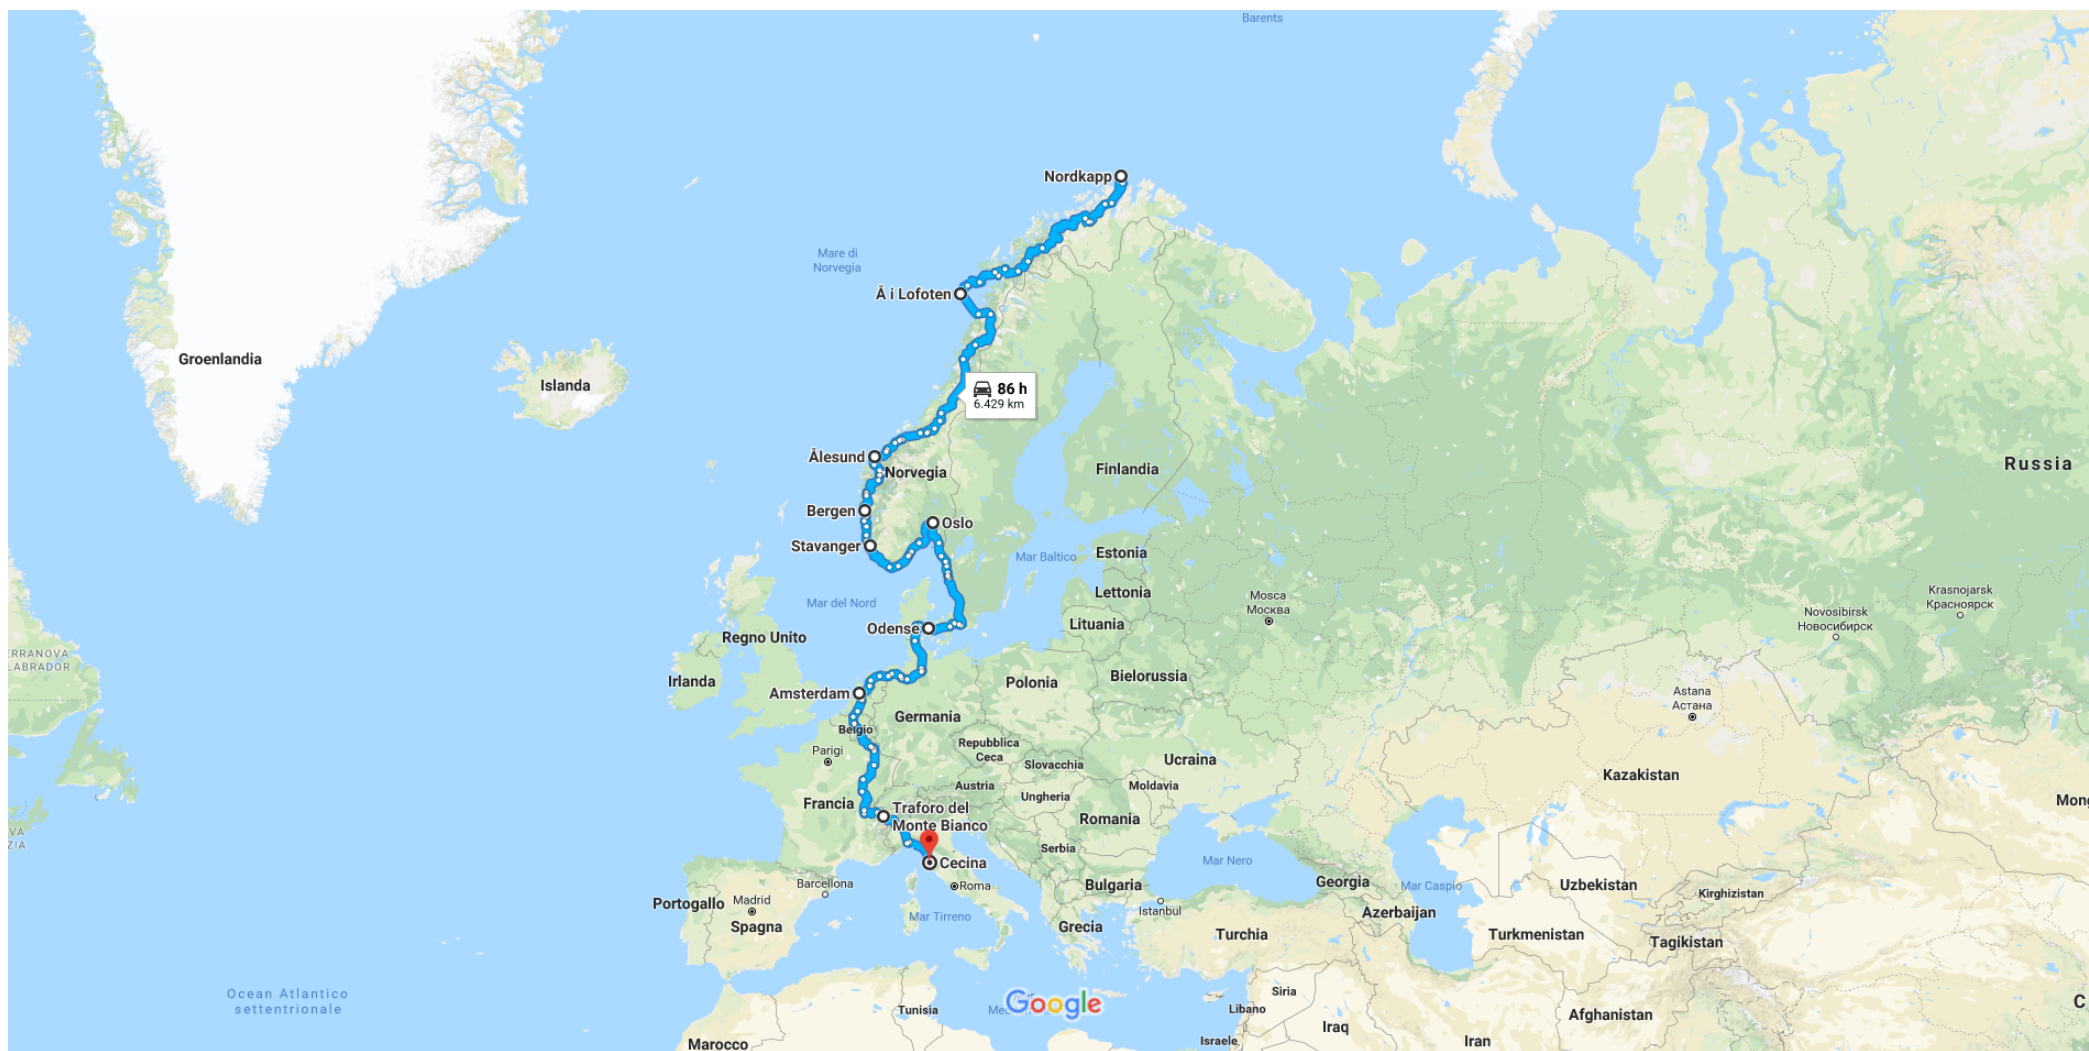 Barents
Nordkapp
Mare di
Norvegia
Å i Lofoten
Groenlandia
Islanda
86 h
6.429 km
Ålesund
Norvegia
Finlandia
Russia
Bergen
Oslo
Stavanger
Mar Baltico
Estonia
Lettonia
Mar del Nord
Mosca
Москва
Krasnojarsk
Красноярск
Novosibirsk
Новосибирск
Odense
Lituania
Regno Unito
ERRANOVA
LABRADOR
Irlanda
Amsterdam
Polonia
Bielorussia
Astana
Астана
Germania
Belgio
Parigi
Repubblica
Ceca
Slovacchia
Ucraina
Kazakistan
Austria
Ungheria
Moldavia
Francia
Traforo del
Monte Bianco
Romania
Mong
VA
ZIA
Serbia
Cecina
Mar Nero
Barcellona
Roma
Bulgaria
Georgia
Mar Caspio
Uzbekistan
Kirghizistan
Portogallo
Madrid
Spagna
Mar Tirreno
Istanbul
Azerbaijan
Grecia
Turchia
Turkmenistan
Tagikistan
Ocean Atlantico
settentrionale
Google
Siria
Tunisia
Libano
Afghanistan
Iraq
Marocco
Israele
Iran